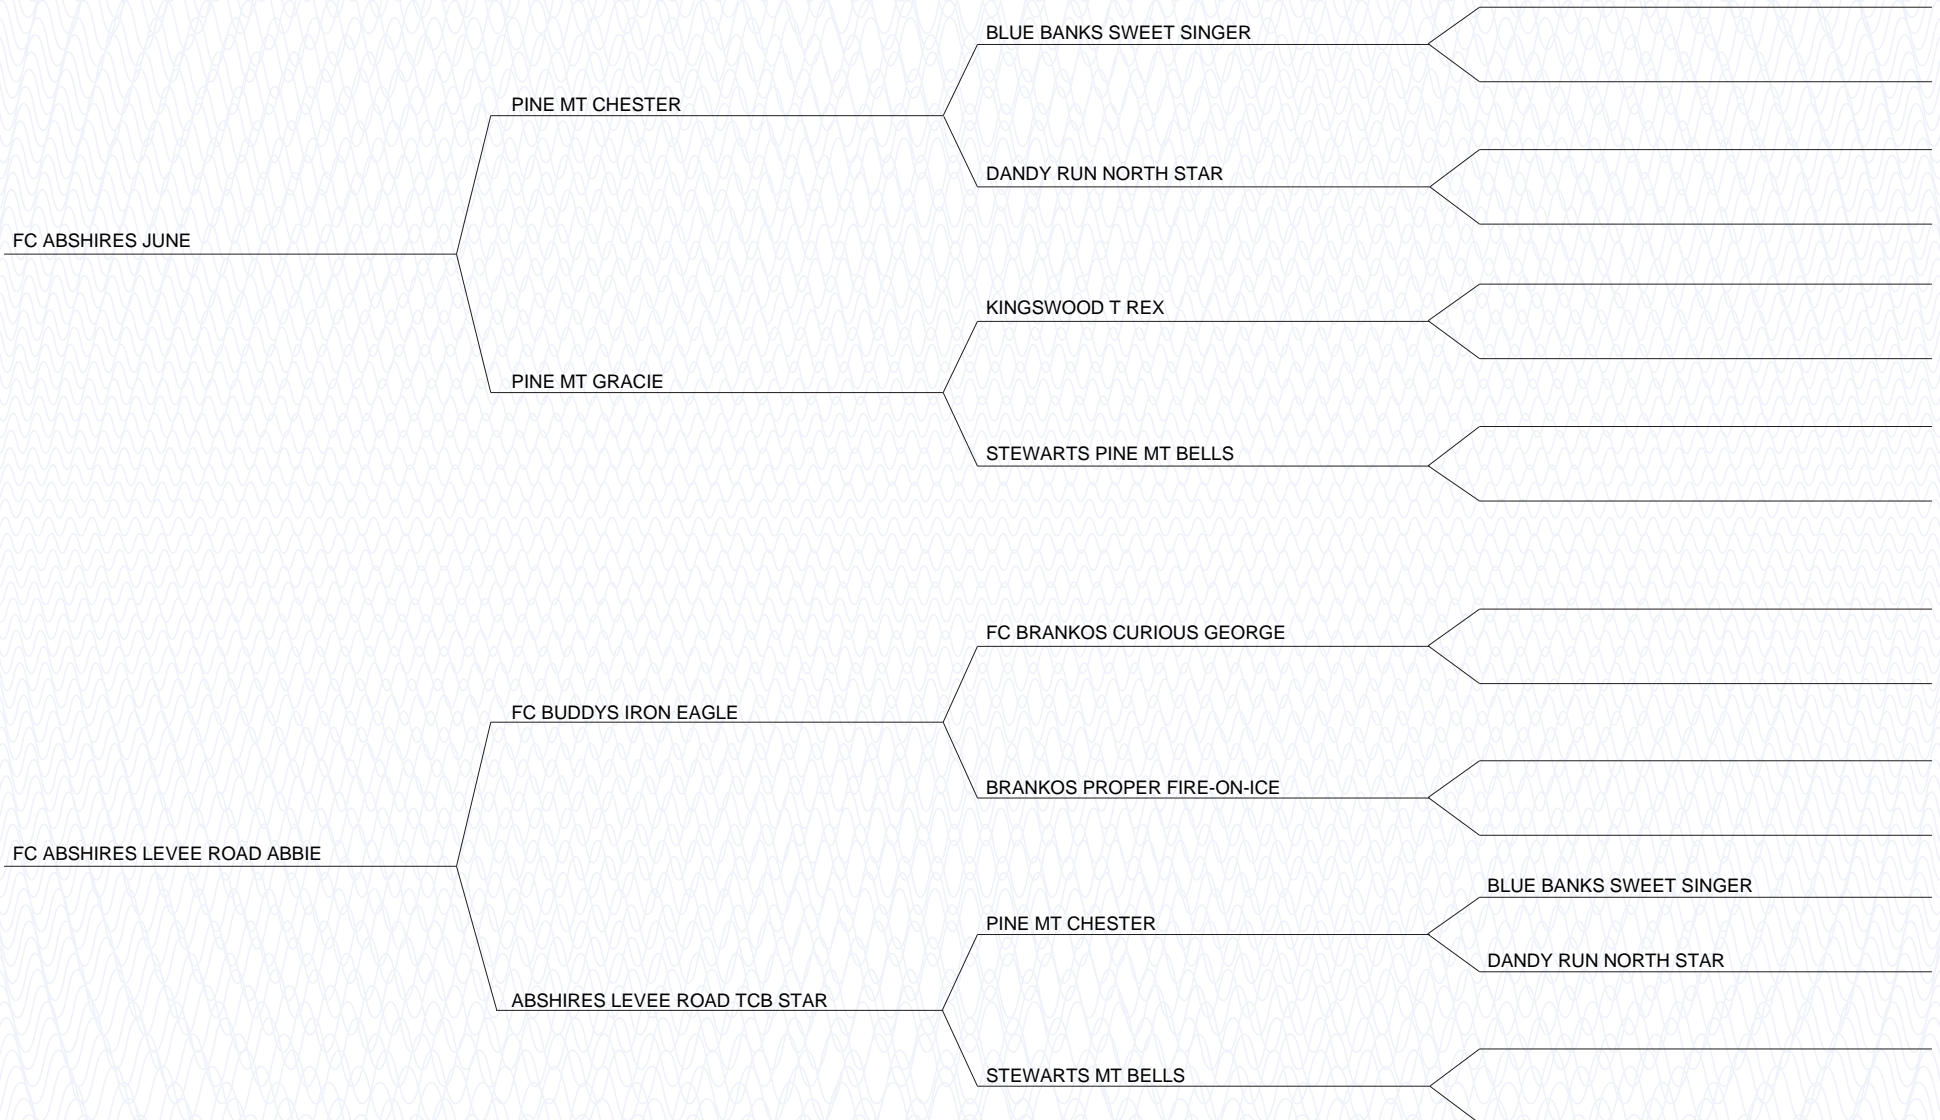 BLUE BANKS SWEET SINGER
PINE MT CHESTER
DANDY RUN NORTH STAR
FC ABSHIRES JUNE
KINGSWOOD T REX
PINE MT GRACIE
STEWARTS PINE MT BELLS
FC BRANKOS CURIOUS GEORGE
FC BUDDYS IRON EAGLE
BRANKOS PROPER FIRE-ON-ICE
FC ABSHIRES LEVEE ROAD ABBIE
BLUE BANKS SWEET SINGER
PINE MT CHESTER
DANDY RUN NORTH STAR
ABSHIRES LEVEE ROAD TCB STAR
STEWARTS MT BELLS